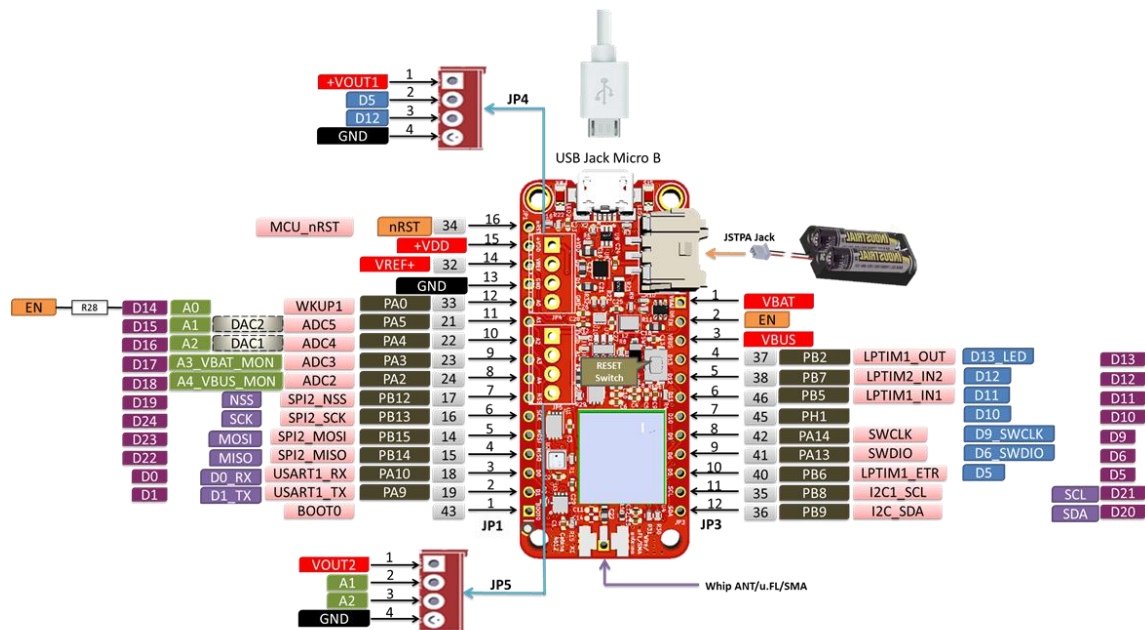 +VOUT1 1
D5 2
D12 3
GND 4
JP4
USB Jack Micro B
JSTPA Jack
INDUSTRIAL
MCU_nRST nRST 34 16
+VDD 15
VREF+ 32 14
GND 13
EN R28 D14 A0 WKUP1 PA0 33 12
D15 A1 DAC2 ADC5 PA5 21 11
D16 A2 DAC1 ADC4 PA4 22 10
D17 A3_VBAT_MON ADC3 PA3 23 9
D18 A4_VBUS_MON ADC2 PA2 24 8
D19 NSS SPI2_NSS PB12 17 7
D24 SCK SPI2_SCK PB13 16 6
D23 MOSI SPI2_MOSI PB15 14 5
D22 MISO SPI2_MISO PB14 15 4
D0 D0_RX USART1_RX PA10 18 3
D1 D1_TX USART1_TX PA9 19 2
BOOT0 43 1
JP1
RESET
Switch
1 VBAT
2 EN
3 VBUS
4 37 PB2 LPTIM1_OUT D13_LED D13
5 38 PB7 LPTIM2_IN2 D12 D12
6 46 PB5 LPTIM1_IN1 D11 D11
7 45 PH1 D10 D10
8 42 PA14 SWCLK D9_SWCLK D9
9 41 PA13 SWDIO D6_SWDIO D6
10 40 PB6 LPTIM1_ETR D5 D5
11 35 PB8 I2C1_SCL SCL D21
12 36 PB9 I2C_SDA SDA D20
JP3
VOUT2 1
A1 2
A2 3
GND 4
JP5
Whip ANT/u.FL/SMA